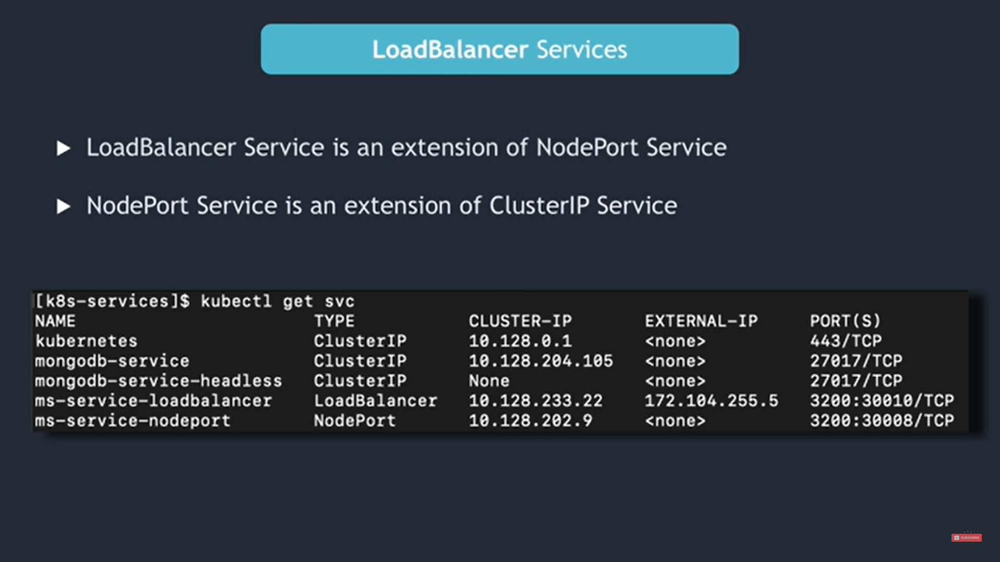 LoadBalancer Services
LoadBalancer Service is an extension of NodePort Service
NodePort Service is an extension of ClusterIP Service
[k8s-services]$ kubectl get svc
NAME TYPE CLUSTER-IP EXTERNAL-IP PORT(S)
kubernetes ClusterIP 10.128.0.1 <none> 443/TCP
mongodb-service ClusterIP 10.128.204.105 <none> 27017/TCP
mongodb-service-headless ClusterIP None <none> 27017/TCP
ms-service-loadbalancer LoadBalancer 10.128.233.22 172.104.255.5 3200:30010/TCP
ms-service-nodeport NodePort 10.128.202.9 <none> 3200:30008/TCP
SUBSCRIBE